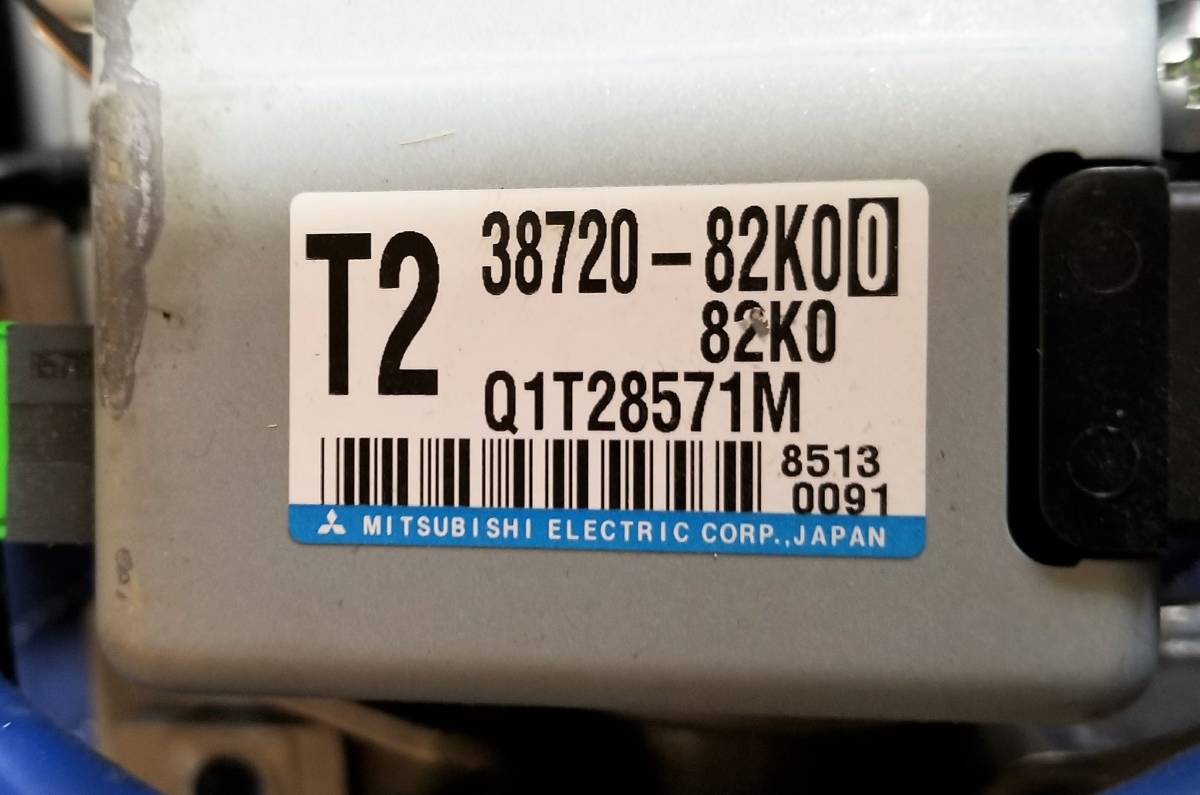 T2
38720-82K00
82K0
Q1T28571M
8513
0091
MITSUBISHI ELECTRIC CORP.,JAPAN